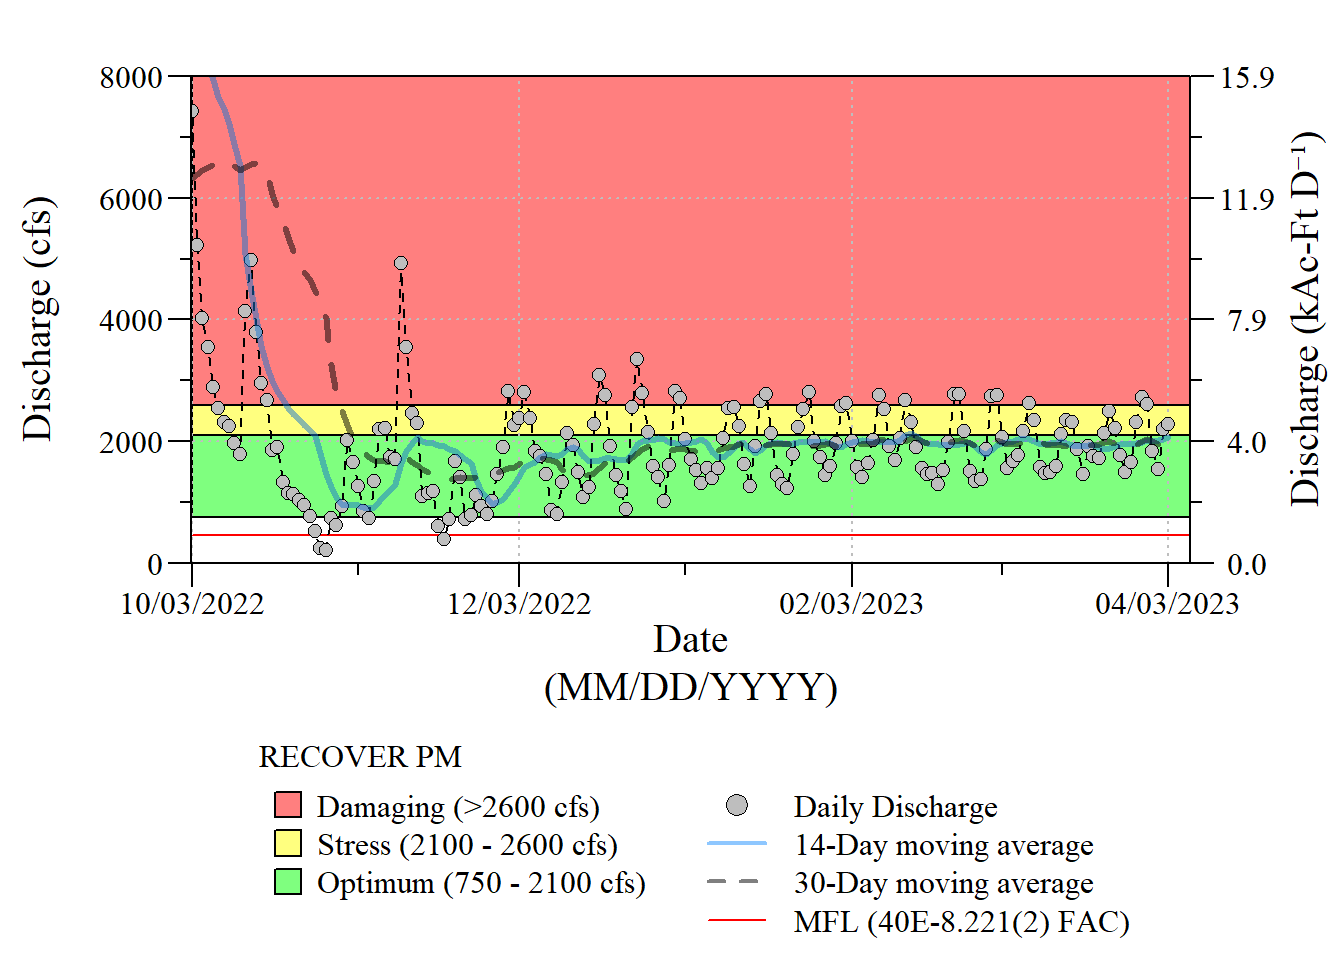 8000
6000
4000
2000
0
Discharge (cfs)
15.9
11.9
7.9
4.0
0.0
Discharge (kAc-Ft D⁻¹)
10/03/2022
12/03/2022
02/03/2023
04/03/2023
Date
(MM/DD/YYYY)
RECOVER PM
Damaging (>2600 cfs)
Stress (2100 - 2600 cfs)
Optimum (750 - 2100 cfs)
Daily Discharge
14-Day moving average
30-Day moving average
MFL (40E-8.221(2) FAC)